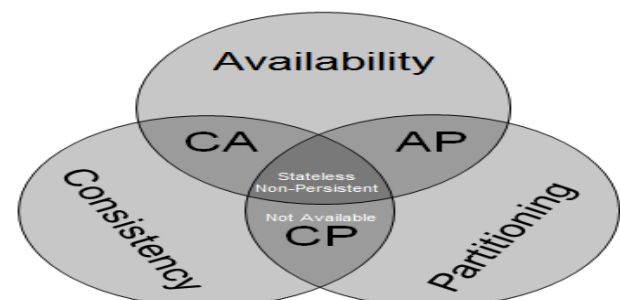 Availability
CA
AP
Stateless
Non-Persistent
Consistency
Not Available
CP
Partitioning